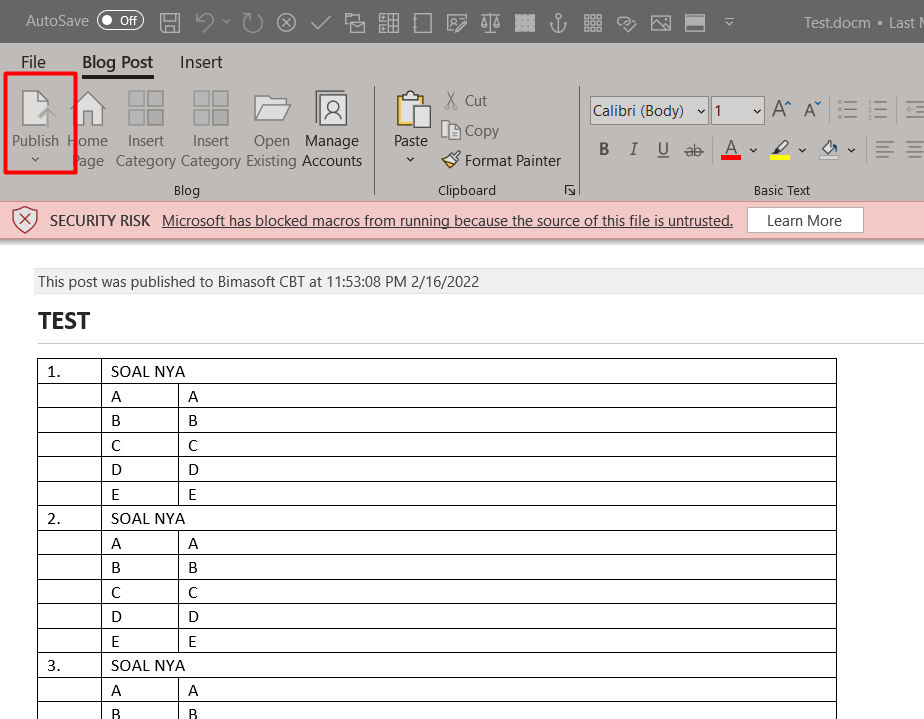 AutoSave Off Test.docm • Last M
File Blog Post Insert
Publish Home Page Insert Category Insert Category Open Existing Manage Accounts
Blog
Paste Cut
Copy
Format Painter
Clipboard
Calibri (Body) 1 A A
B I U ab A
Basic Text
SECURITY RISK Microsoft has blocked macros from running because the source of this file is untrusted. Learn More
This post was published to Bimasoft CBT at 11:53:08 PM 2/16/2022
TEST
1. SOAL NYA
A A
B B
C C
D D
E E
2. SOAL NYA
A A
B B
C C
D D
E E
3. SOAL NYA
A A
B B